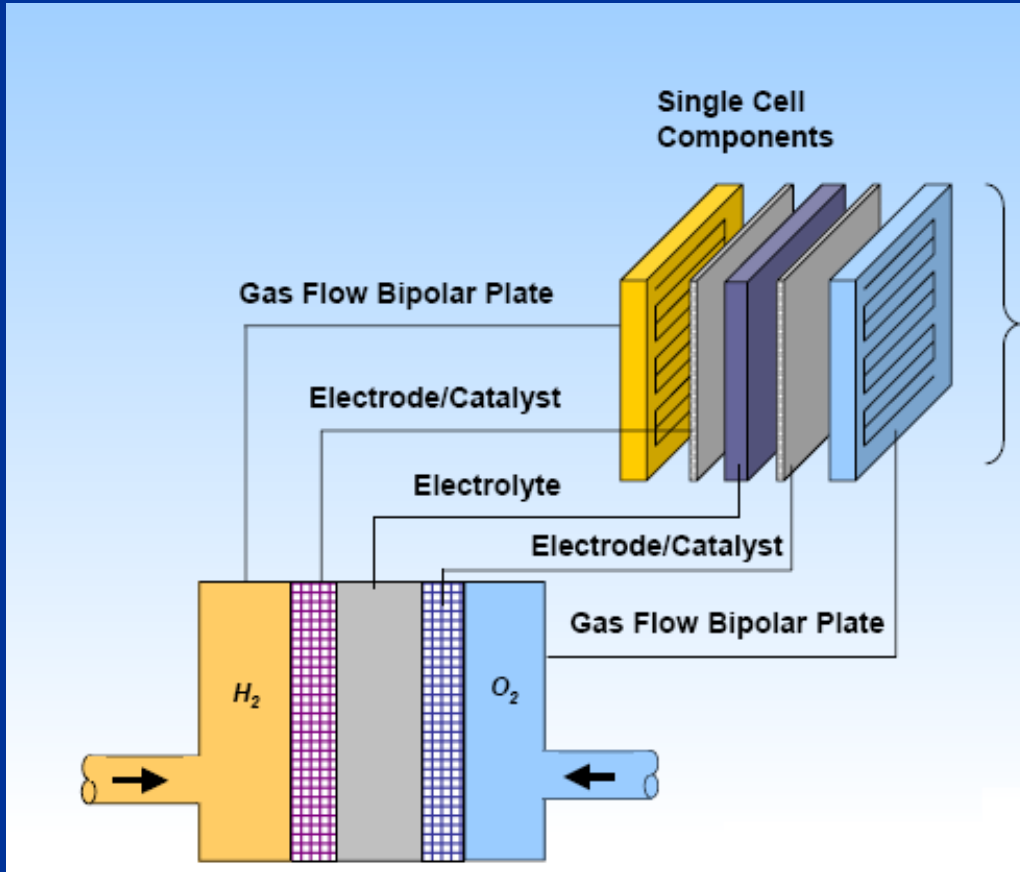 Single Cell
Components
Gas Flow Bipolar Plate
Electrode/Catalyst
Electrolyte
Electrode/Catalyst
Gas Flow Bipolar Plate
H₂
O₂